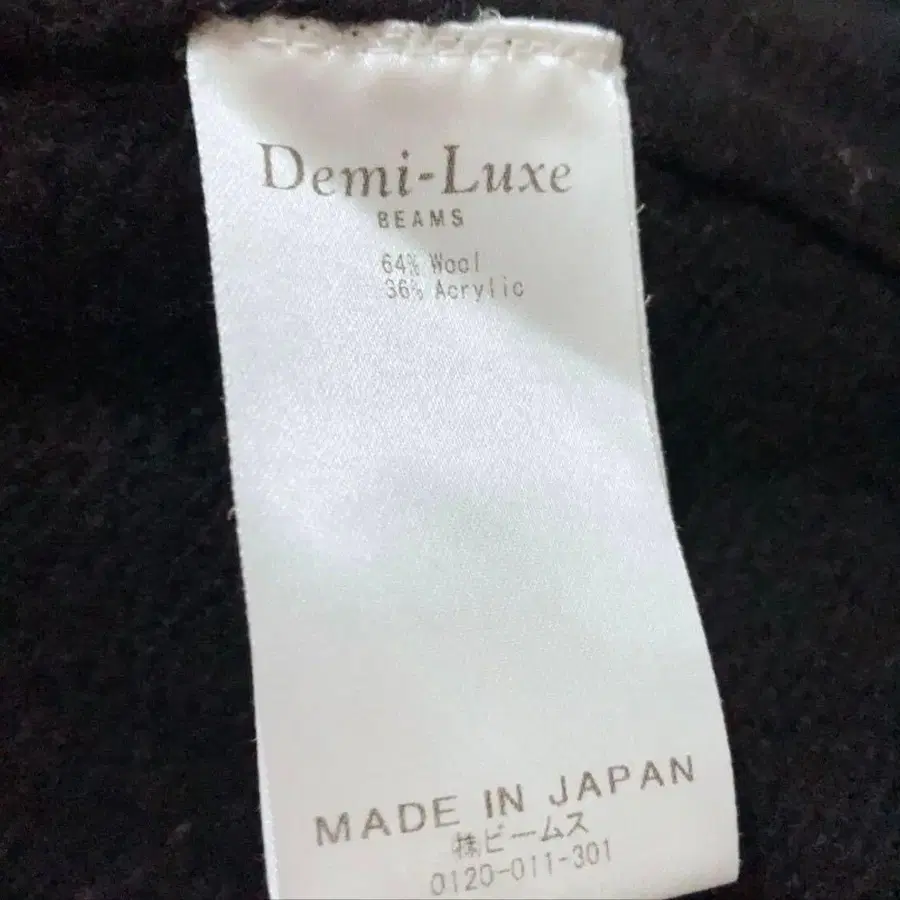 Demi-Luxe
BEAMS
64% Wool
36% Acrylic
MADE IN JAPAN
㈱ビームス
0120-011-301